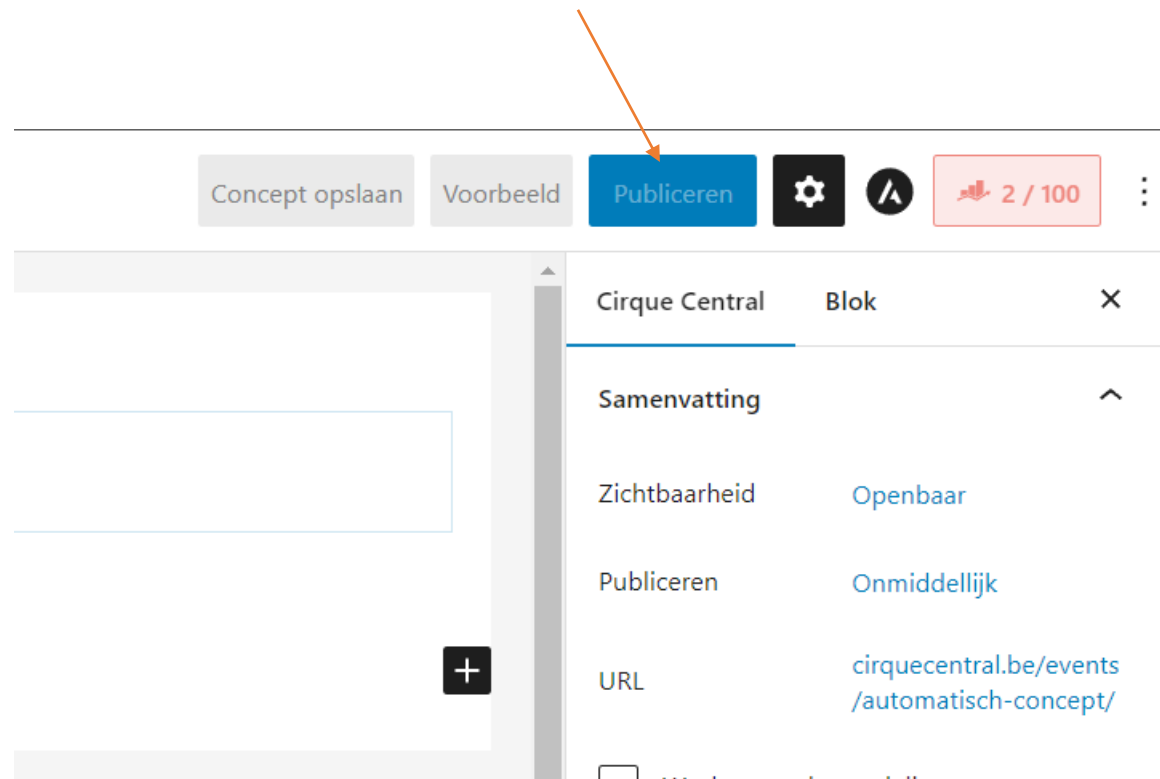 Concept opslaan Voorbeeld Publiceren 2 / 100
Cirque Central Blok
Samenvatting
Zichtbaarheid Openbaar
Publiceren Onmiddellijk
URL cirquecentral.be/events
/automatisch-concept/